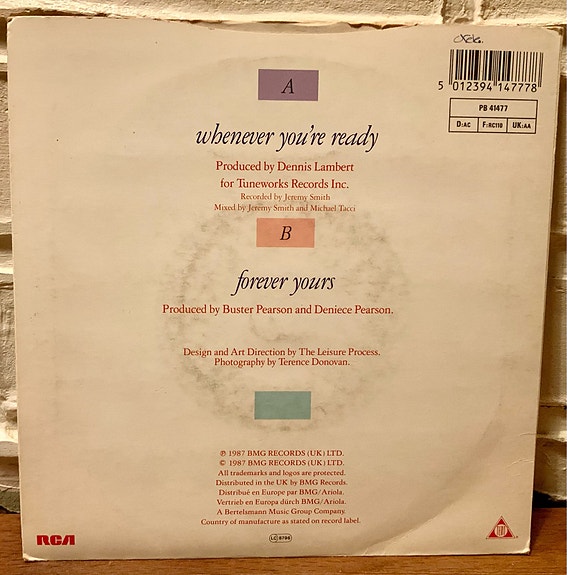 5 012394 147778
PB 41477
D:AC F:RC110 UK:AA
A
whenever you're ready
Produced by Dennis Lambert
for Tuneworks Records Inc.
Recorded by Jeremy Smith
Mixed by Jeremy Smith and Michael Tacci
B
forever yours
Produced by Buster Pearson and Deniece Pearson.
Design and Art Direction by The Leisure Process.
Photography by Terence Donovan.
℗ 1987 BMG RECORDS (UK) LTD.
© 1987 BMG RECORDS (UK) LTD.
All trademarks and logos are protected.
Distributed in the UK by BMG Records.
Distribué en Europe par BMG/Ariola.
Vertrieb en Europa dürch BMG/Ariola.
A Bertelsmann Music Group Company.
Country of manufacture as stated on record label.
RCA
LC 8796
TENT